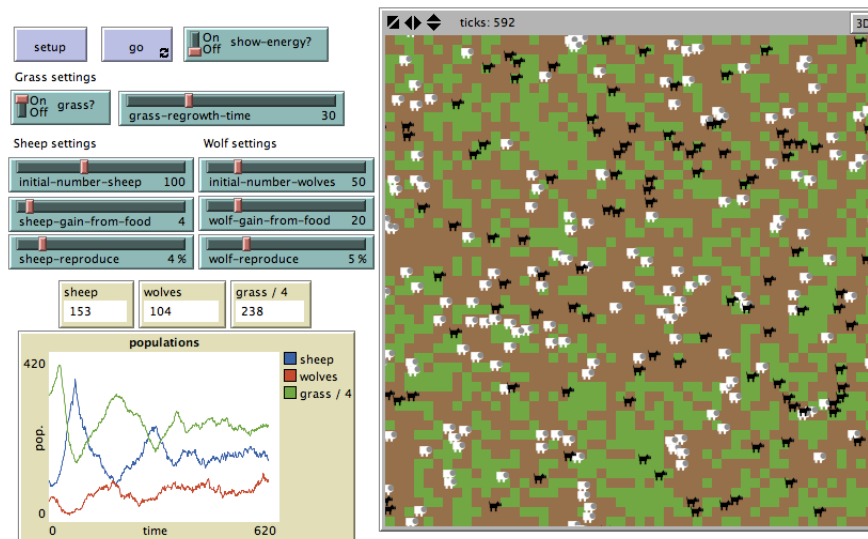 ticks: 592
3D
setup
go
On
Off
show-energy?
Grass settings
On
Off
grass?
grass-regrowth-time 30
Sheep settings
Wolf settings
initial-number-sheep 100
initial-number-wolves 50
sheep-gain-from-food 4
wolf-gain-from-food 20
sheep-reproduce 4 %
wolf-reproduce 5 %
sheep
153
wolves
104
grass / 4
238
populations
420
pop.
0
0
time
620
sheep
wolves
grass / 4